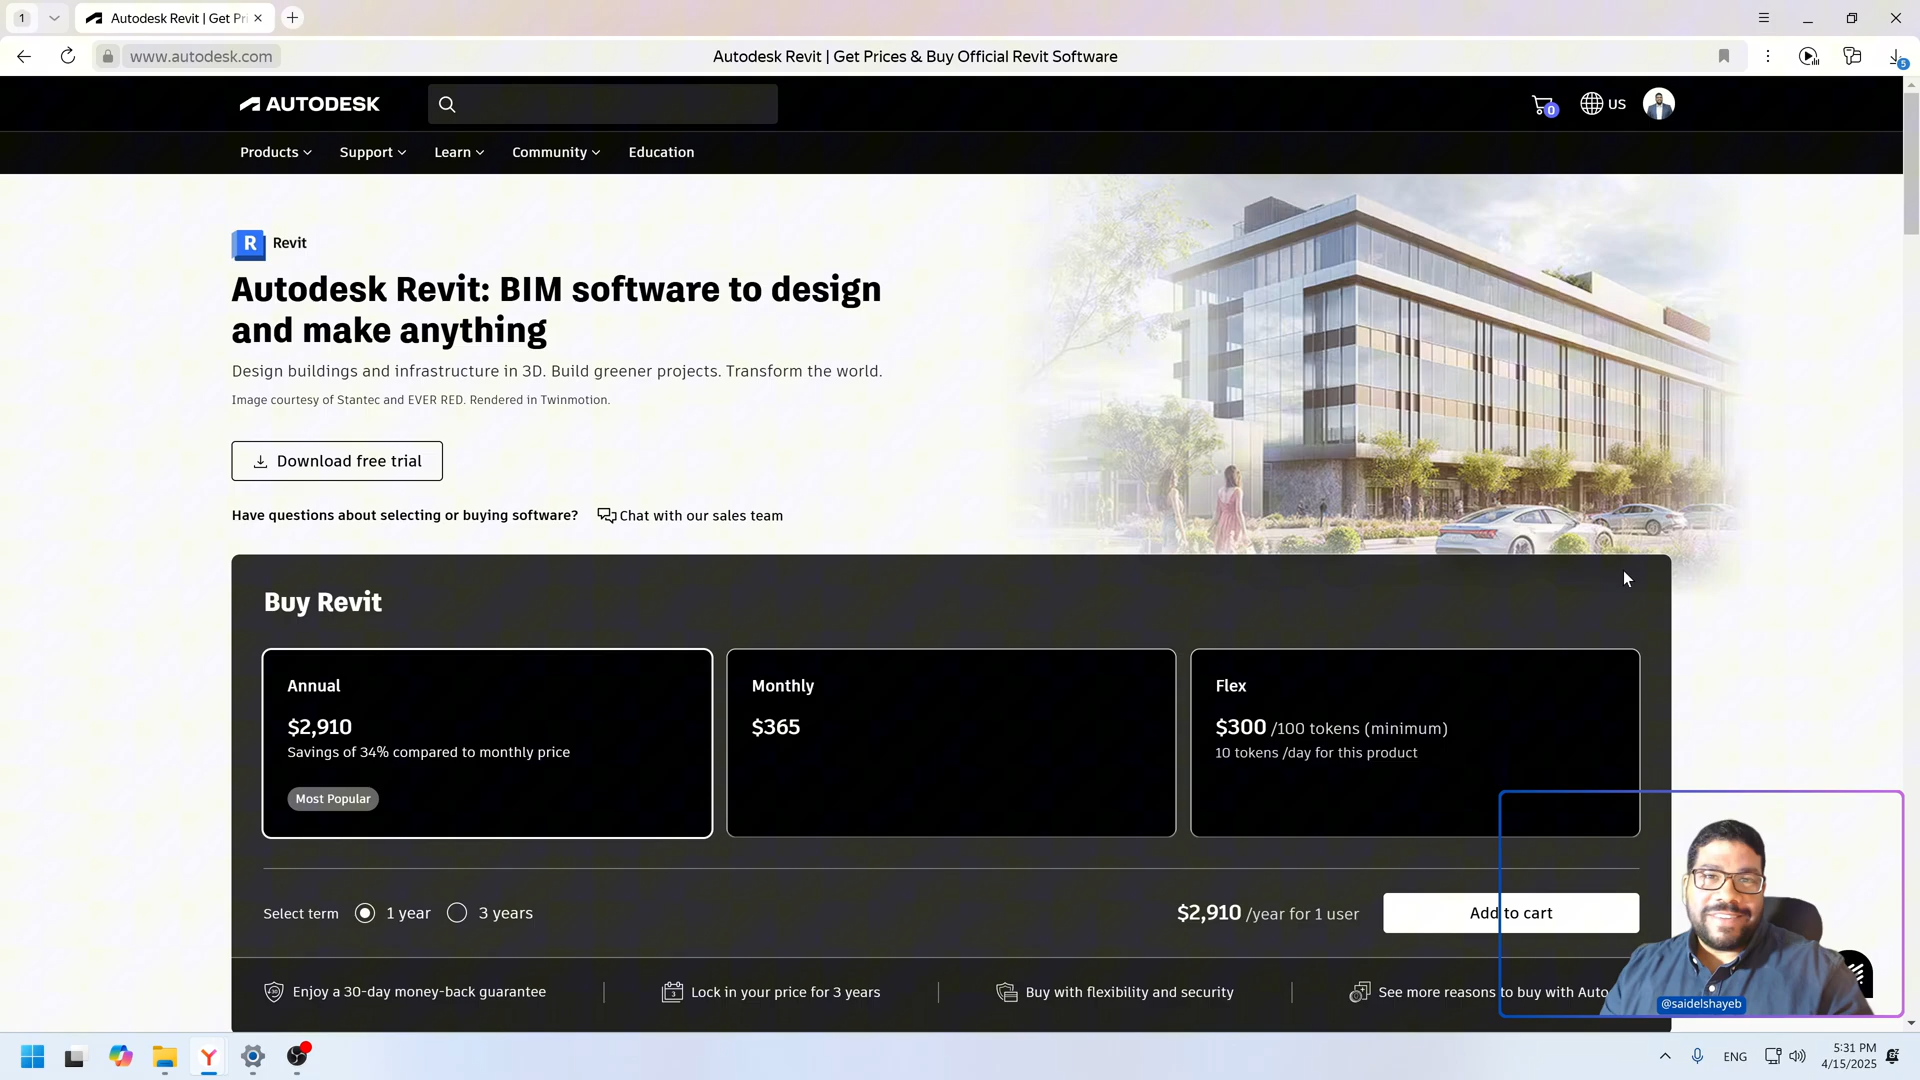 1
Autodesk Revit | Get Pri
www.autodesk.com
Autodesk Revit | Get Prices & Buy Official Revit Software
5
AUTODESK
0
US
Products
Support
Learn
Community
Education
R
Revit
Autodesk Revit: BIM software to design
and make anything
Design buildings and infrastructure in 3D. Build greener projects. Transform the world.
Image courtesy of Stantec and EVER RED. Rendered in Twinmotion.
Download free trial
Have questions about selecting or buying software?
Chat with our sales team
Buy Revit
Annual
$2,910
Savings of 34% compared to monthly price
Most Popular
Monthly
$365
Flex
$300 /100 tokens (minimum)
10 tokens /day for this product
Select term
1 year
3 years
$2,910 /year for 1 user
Add to cart
Enjoy a 30-day money-back guarantee
Lock in your price for 3 years
Buy with flexibility and security
See more reasons to buy with Auto
@saidelshayeb
ENG
5:31 PM
4/15/2025